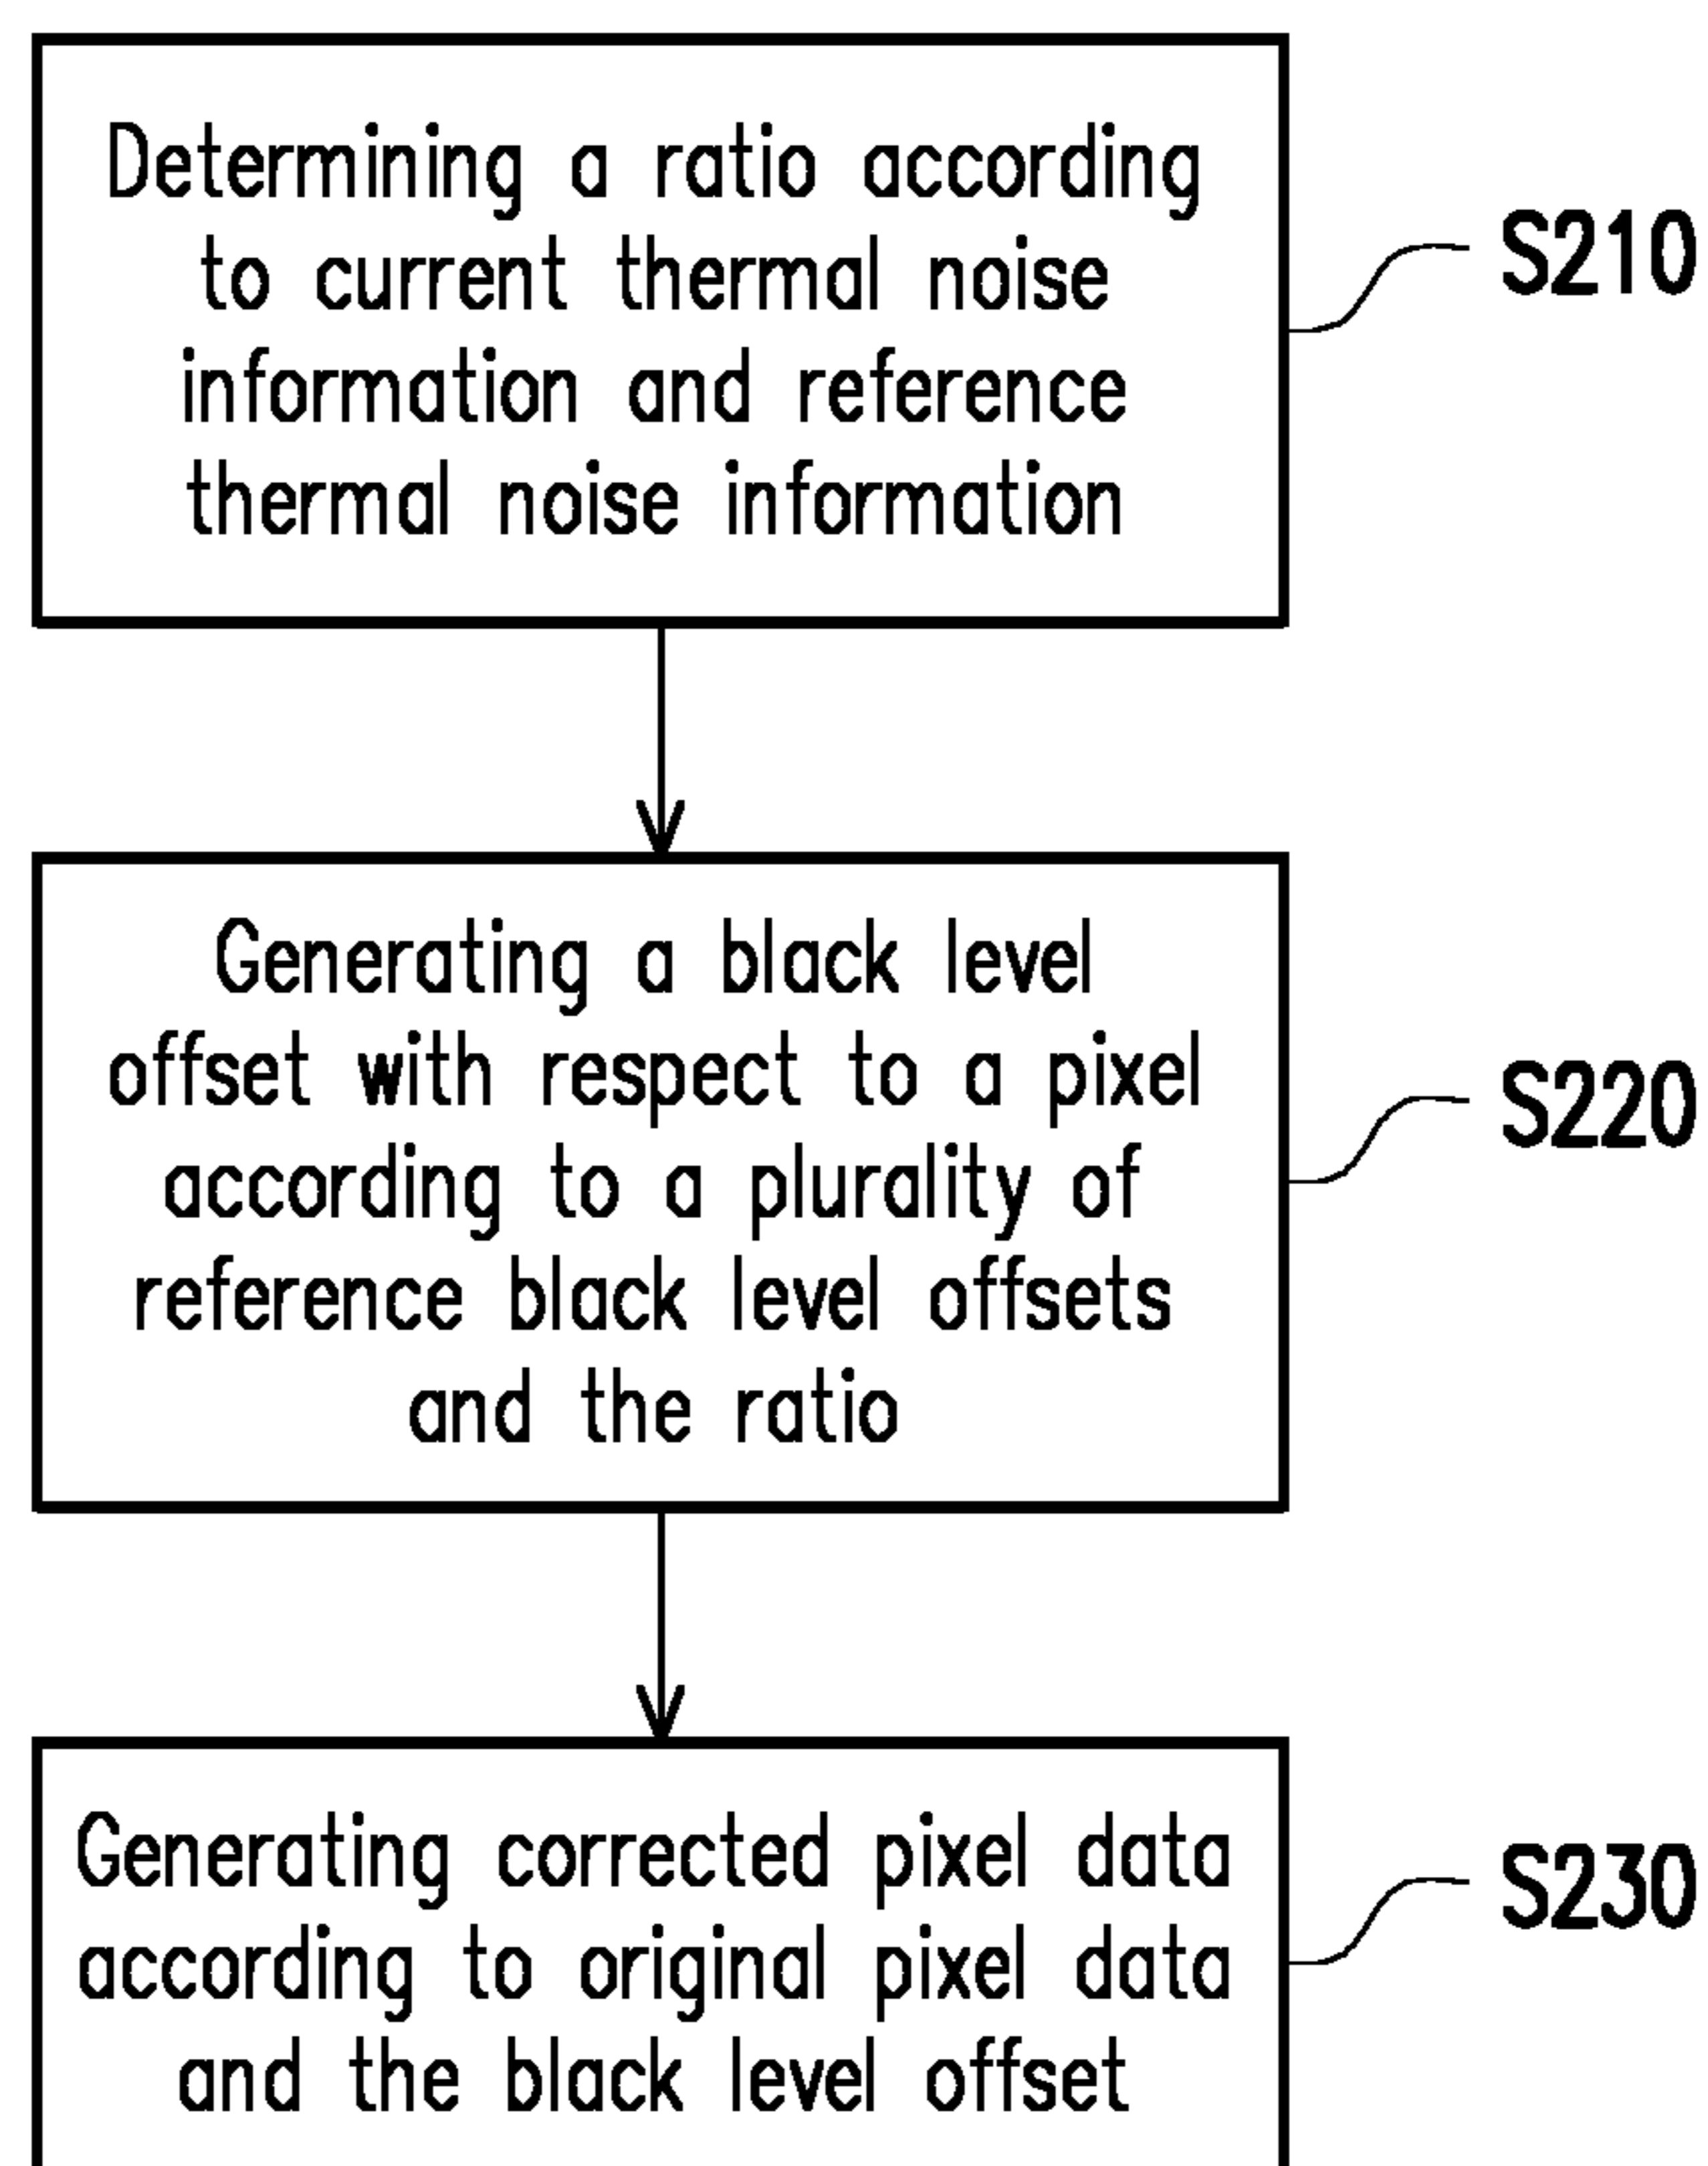 Determining a ratio according
to current thermal noise
information and reference
thermal noise information
S210
Generating a black level
offset with respect to a pixel
according to a plurality of
reference black level offsets
and the ratio
S220
Generating corrected pixel data
according to original pixel data
and the black level offset
S230